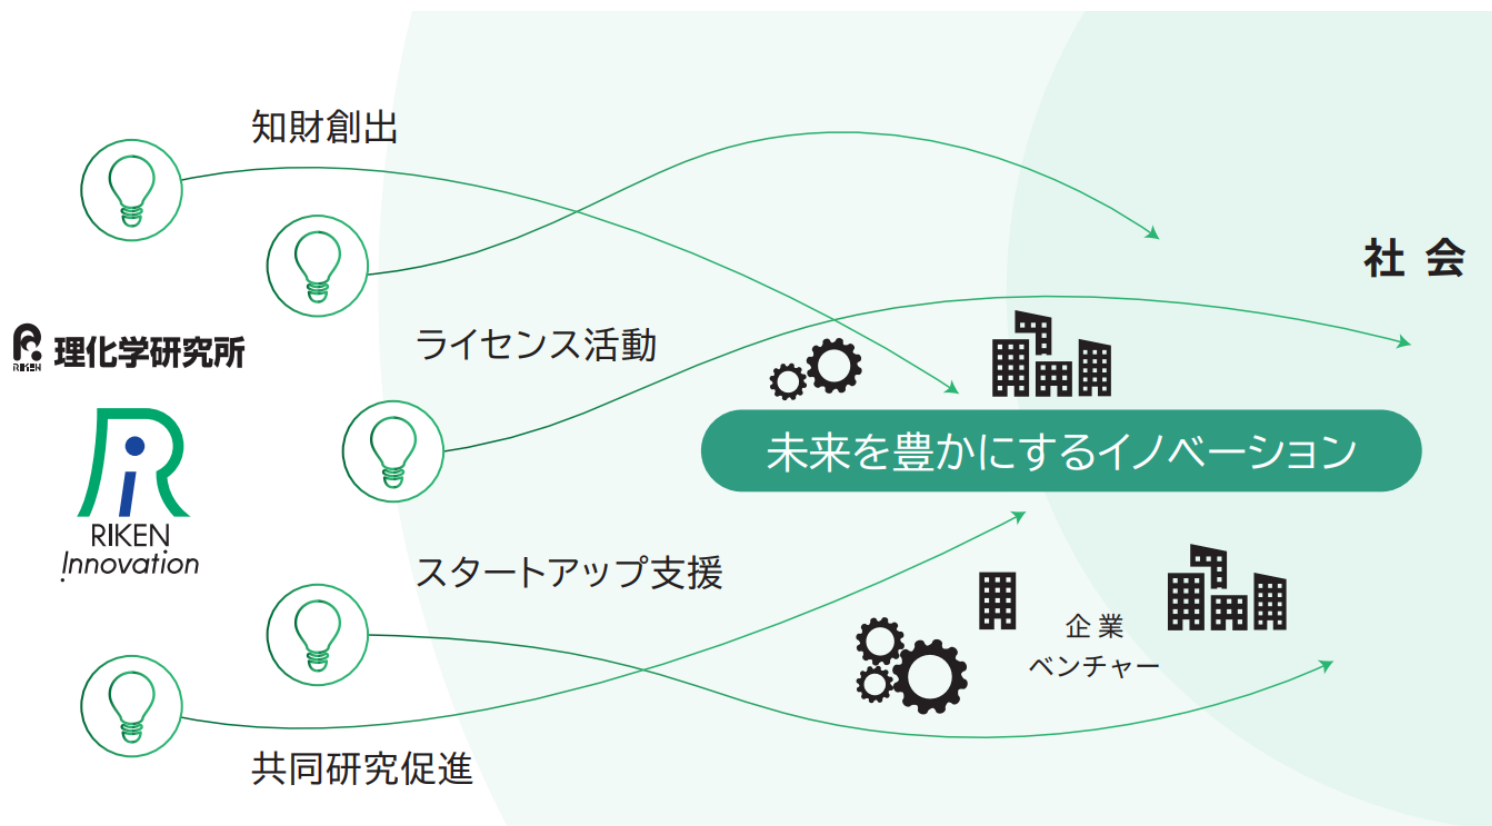 知財創出
社会
ライセンス活動
RIKEN
理化学研究所
未来を豊かにするイノベーション
RIKEN
Innovation
スタートアップ支援
企業
ベンチャー
共同研究促進